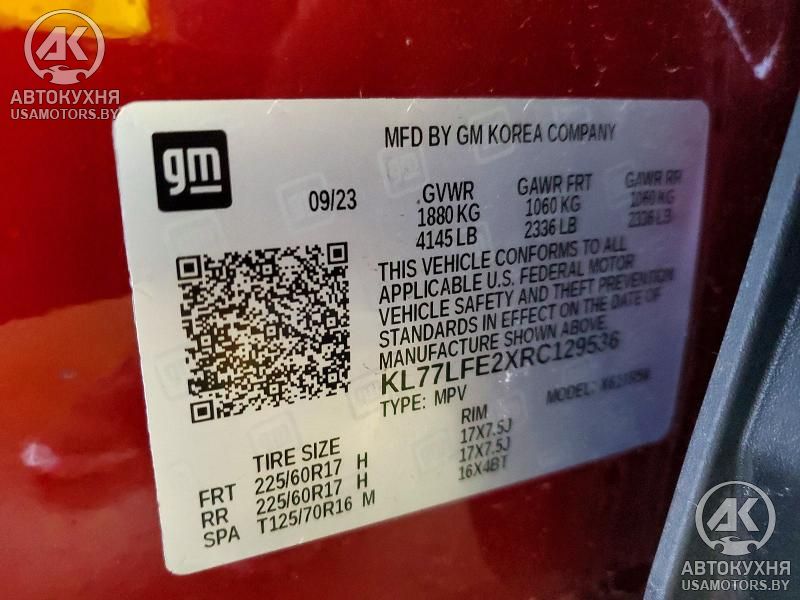 АК
АВТОКУХНЯ
USAMOTORS.BY
gm
MFD BY GM KOREA COMPANY
09/23
GVWR GAWR FRT GAWR RR
1880 KG 1060 KG 1060 KG
4145 LB 2336 LB 2336 LB
THIS VEHICLE CONFORMS TO ALL
APPLICABLE U.S. FEDERAL MOTOR
VEHICLE SAFETY AND THEFT PREVENTION
STANDARDS IN EFFECT ON THE DATE OF
MANUFACTURE SHOWN ABOVE.
KL77LFE2XRC129536
TYPE: MPV MODEL:
TIRE SIZE RIM
FRT 225/60R17 H 17X7.5J
RR 225/60R17 H 17X7.5J
SPA T125/70R16 M 16X4BT
АК
АВТОКУХНЯ
USAMOTORS.BY